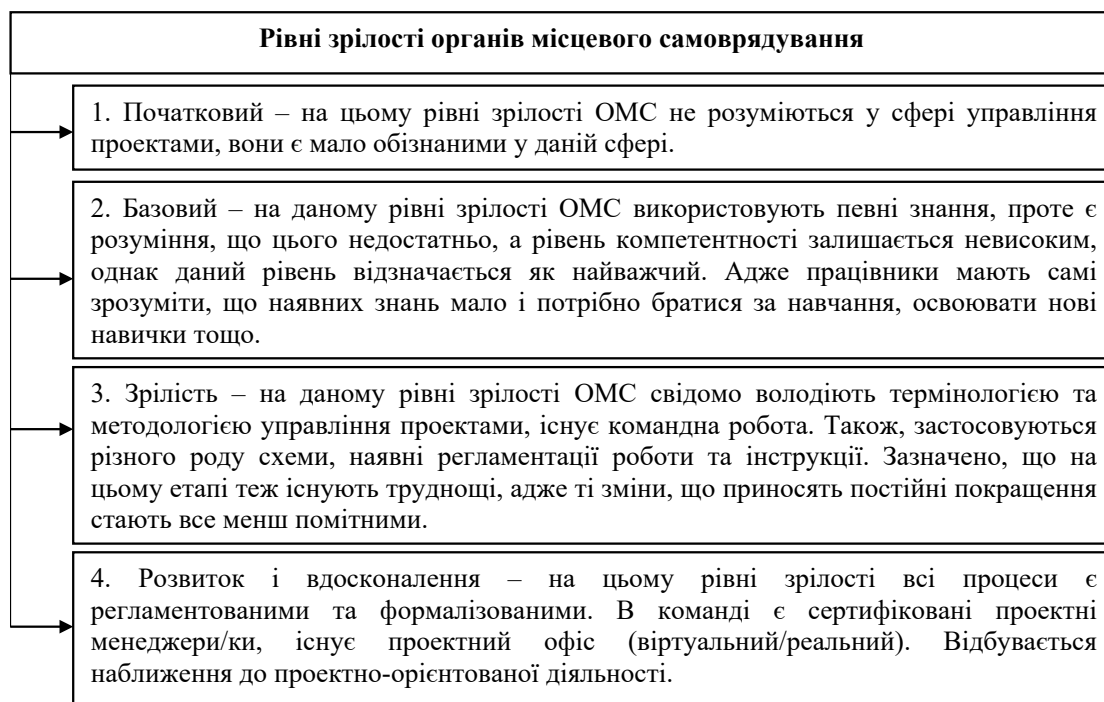 Рівні зрілості органів місцевого самоврядування
1. Початковий – на цьому рівні зрілості ОМС не розуміються у сфері управління
проектами, вони є мало обізнаними у даній сфері.
2. Базовий – на даному рівні зрілості ОМС використовують певні знання, проте є
розуміння, що цього недостатньо, а рівень компетентності залишається невисоким,
однак даний рівень відзначається як найважчий. Адже працівники мають самі
зрозуміти, що наявних знань мало і потрібно братися за навчання, освоювати нові
навички тощо.
3. Зрілість – на даному рівні зрілості ОМС свідомо володіють термінологією та
методологією управління проектами, існує командна робота. Також, застосовуються
різного роду схеми, наявні регламентації роботи та інструкції. Зазначено, що на
цьому етапі теж існують труднощі, адже ті зміни, що приносять постійні покращення
стають все менш помітними.
4. Розвиток і вдосконалення – на цьому рівні зрілості всі процеси є
регламентованими та формалізованими. В команді є сертифіковані проектні
менеджери/ки, існує проектний офіс (віртуальний/реальний). Відбувається
наближення до проектно-орієнтованої діяльності.